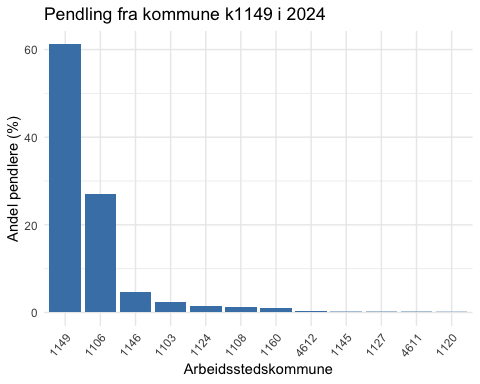 Pendling fra kommune k1149 i 2024
Andel pendlere (%)
60
40
20
0
1149 1106 1146 1103 1124 1108 1160 4612 1145 1127 4611 1120
Arbeidsstedskommune